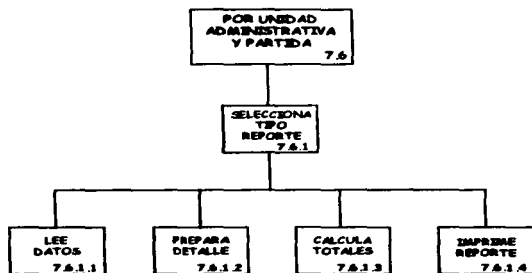 POR UNIDAD
ADMINISTRATIVA
Y PARTIDA
7.6
SELECCIONA
TIPO
REPORTE
7.6.1
LEE
DATOS
7.6.1.1
PREPARA
DETALLE
7.6.1.2
CALCULA
TOTALES
7.6.1.3
IMPRIME
REPORTE
7.6.1.4